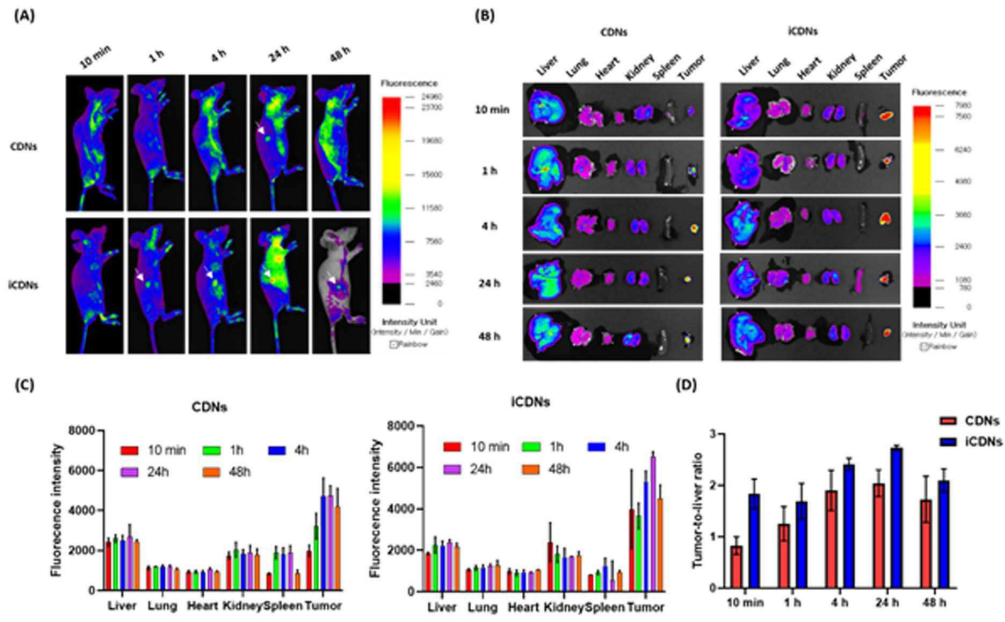 (A)
10 min 1 h 4 h 24 h 48 h
CDNs
iCDNs
Fluorescence
24960
23700
19680
15600
11580
7560
3540
2460
0
Intensity Unit
(Intensity / Min / Gain)
Rainbow
(B)
CDNs iCDNs
Liver Lung Heart Kidney Spleen Tumor Liver Lung Heart Kidney Spleen Tumor
10 min
1 h
4 h
24 h
48 h
Fluorescence
7980
7560
6240
4980
3660
2400
1080
780
0
Intensity Unit
(Intensity / Min / Gain)
Rainbow
(C)
CDNs
Fluorecence intensity
8000
6000
4000
2000
0
10 min 1h 4h
24h 48h
Liver Lung Heart Kidney Spleen Tumor
iCDNs
Fluorecence intensity
8000
6000
4000
2000
0
10 min 1h 4h
24h 48h
Liver Lung Heart Kidney Spleen Tumor
(D)
CDNs
iCDNs
Tumor-to-liver ratio
3
2
1
0
10 min 1 h 4 h 24 h 48 h